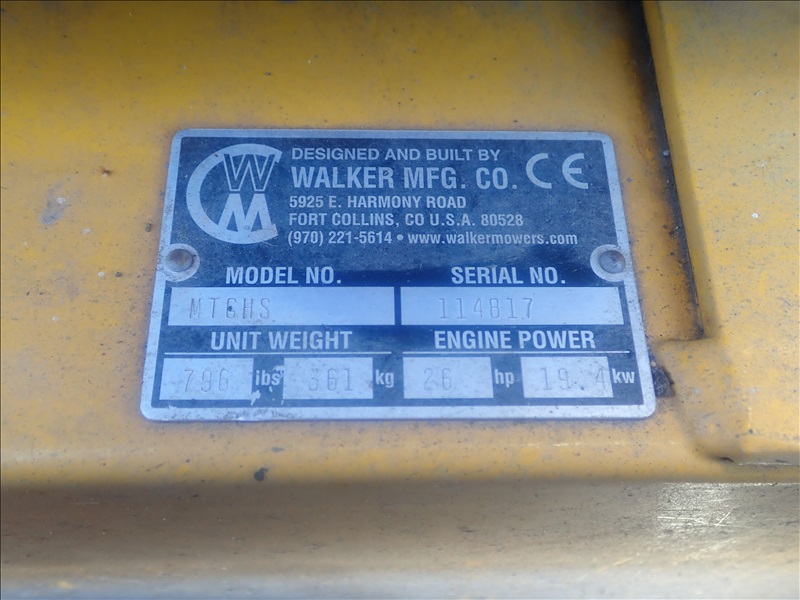 WM
DESIGNED AND BUILT BY
WALKER MFG. CO. CE
5925 E. HARMONY ROAD
FORT COLLINS, CO U.S.A. 80528
(970) 221-5614 • www.walkermowers.com
MODEL NO. SERIAL NO.
MTGHS 114817
UNIT WEIGHT ENGINE POWER
796 lbs 361 kg 26 hp 19.4 kw